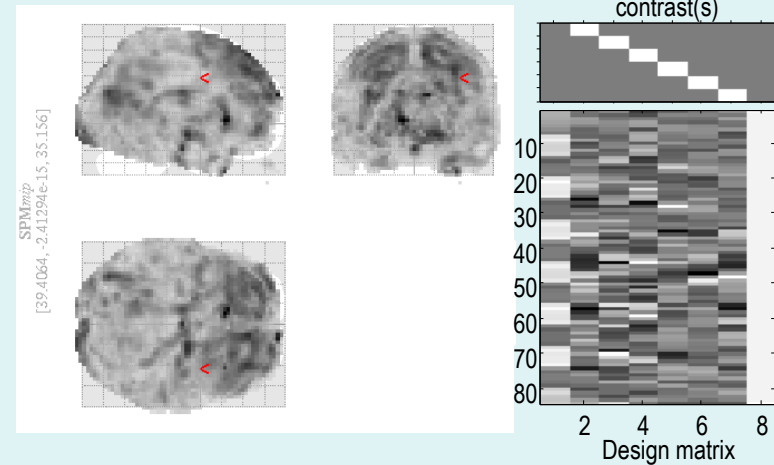 contrast(s)
SPMmip
[39.4064, -2.41294e-15, 35.156]
<
<
<
10
20
30
40
50
60
70
80
2 4 6 8
Design matrix